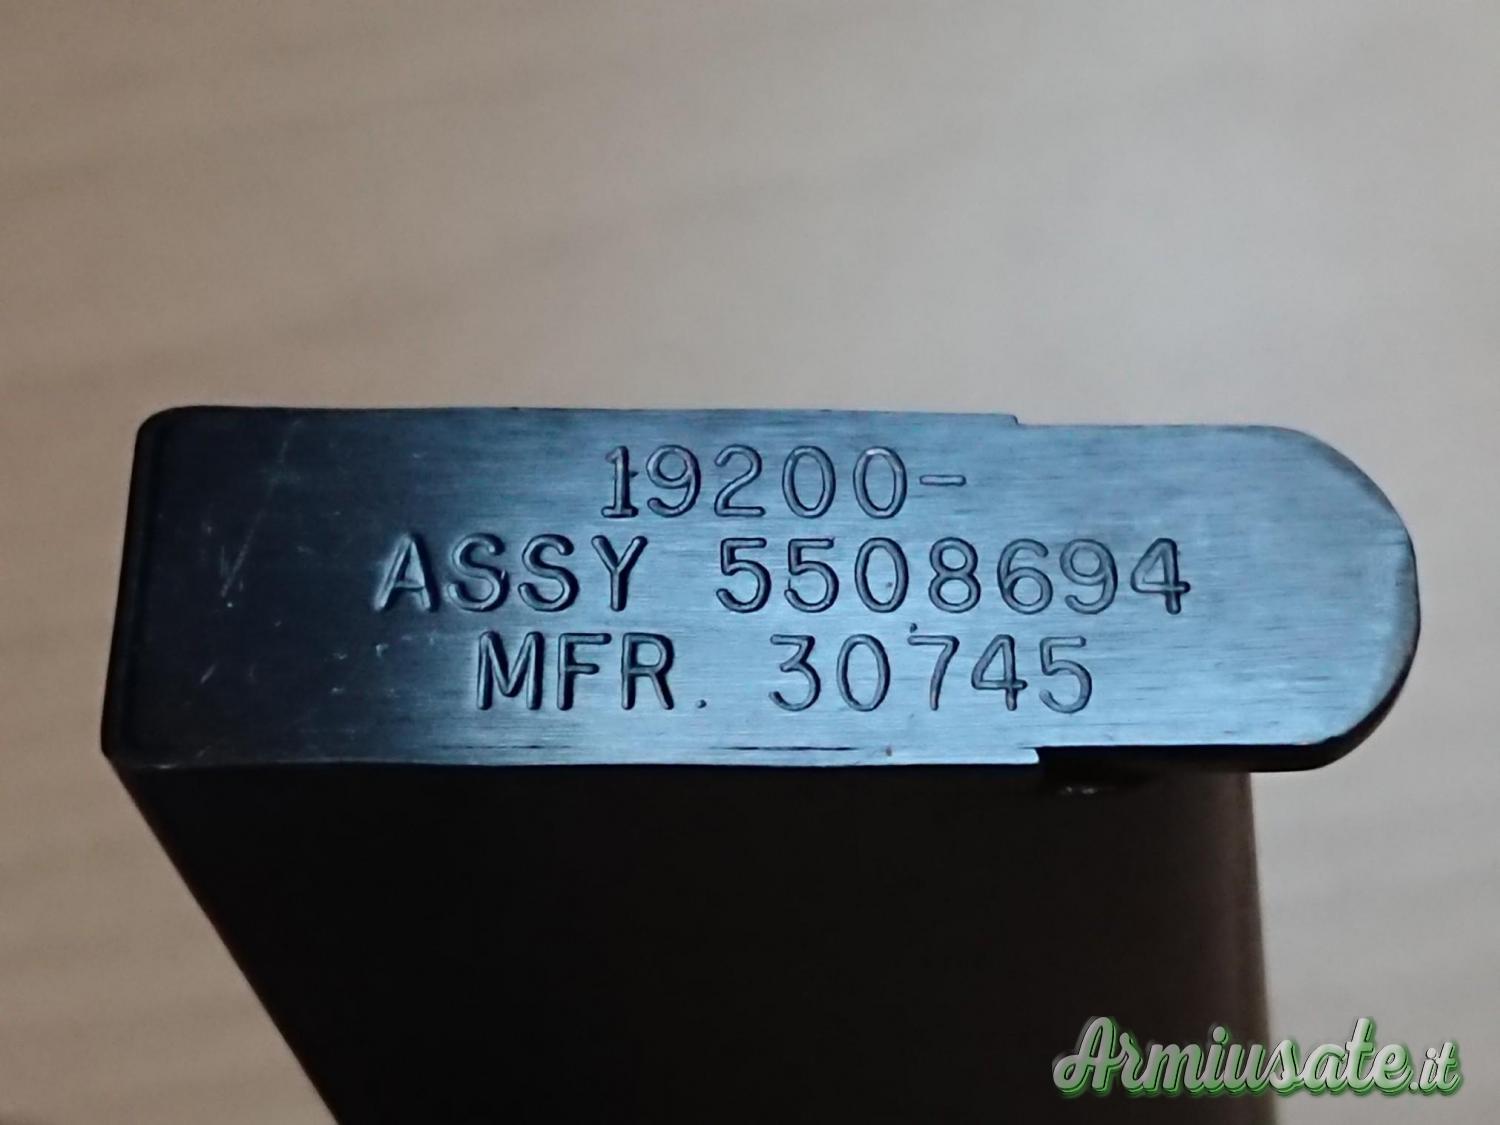 19200-
ASSY 5508694
MFR. 30745
Armiusate.it